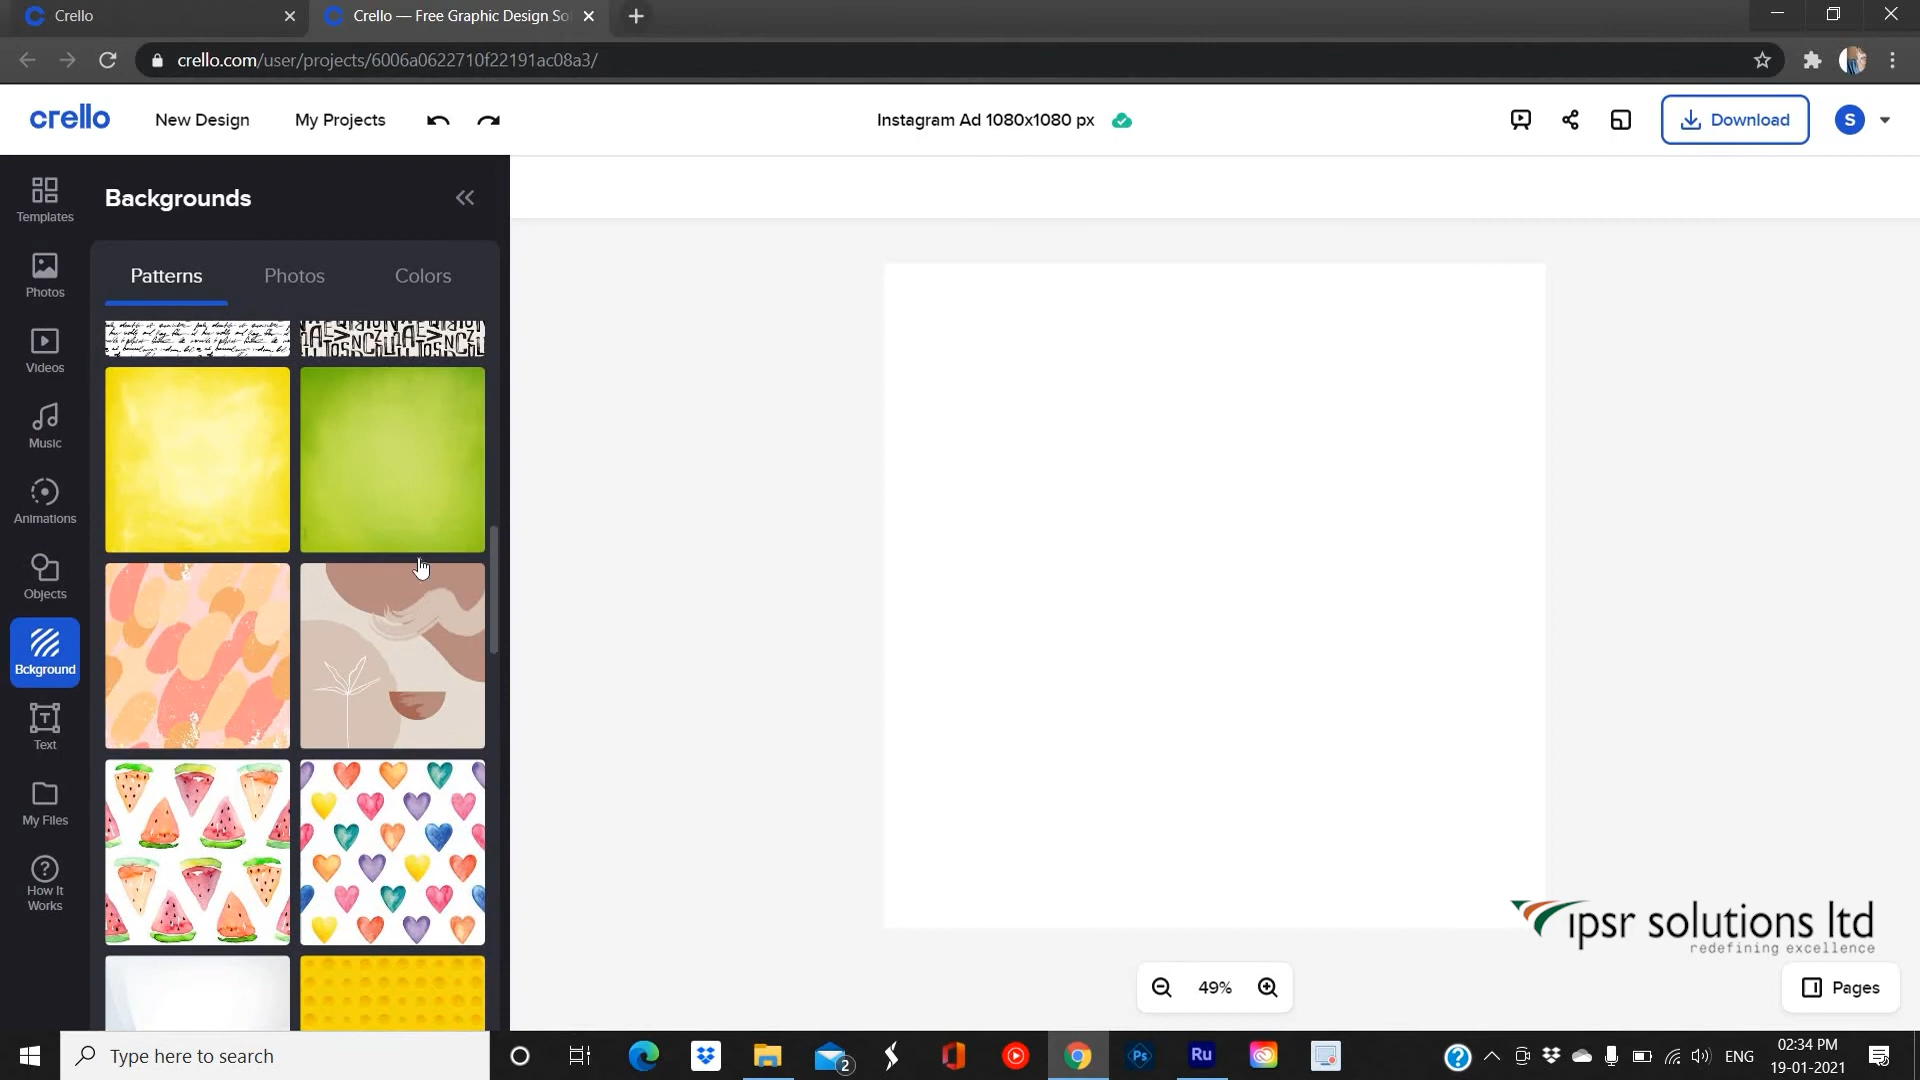 Crello
Crello — Free Graphic Design So
crello.com/user/projects/6006a0622710f22191ac08a3/
crello
New Design
My Projects
Instagram Ad 1080x1080 px
Download
S
Backgrounds
Templates
Patterns
Photos
Colors
Photos
Videos
Music
Animations
Objects
Bckground
Text
My Files
How It
Works
ipsr solutions ltd
redefining excellence
49%
Pages
Type here to search
2
Ps
Ru
ENG
02:34 PM
19-01-2021